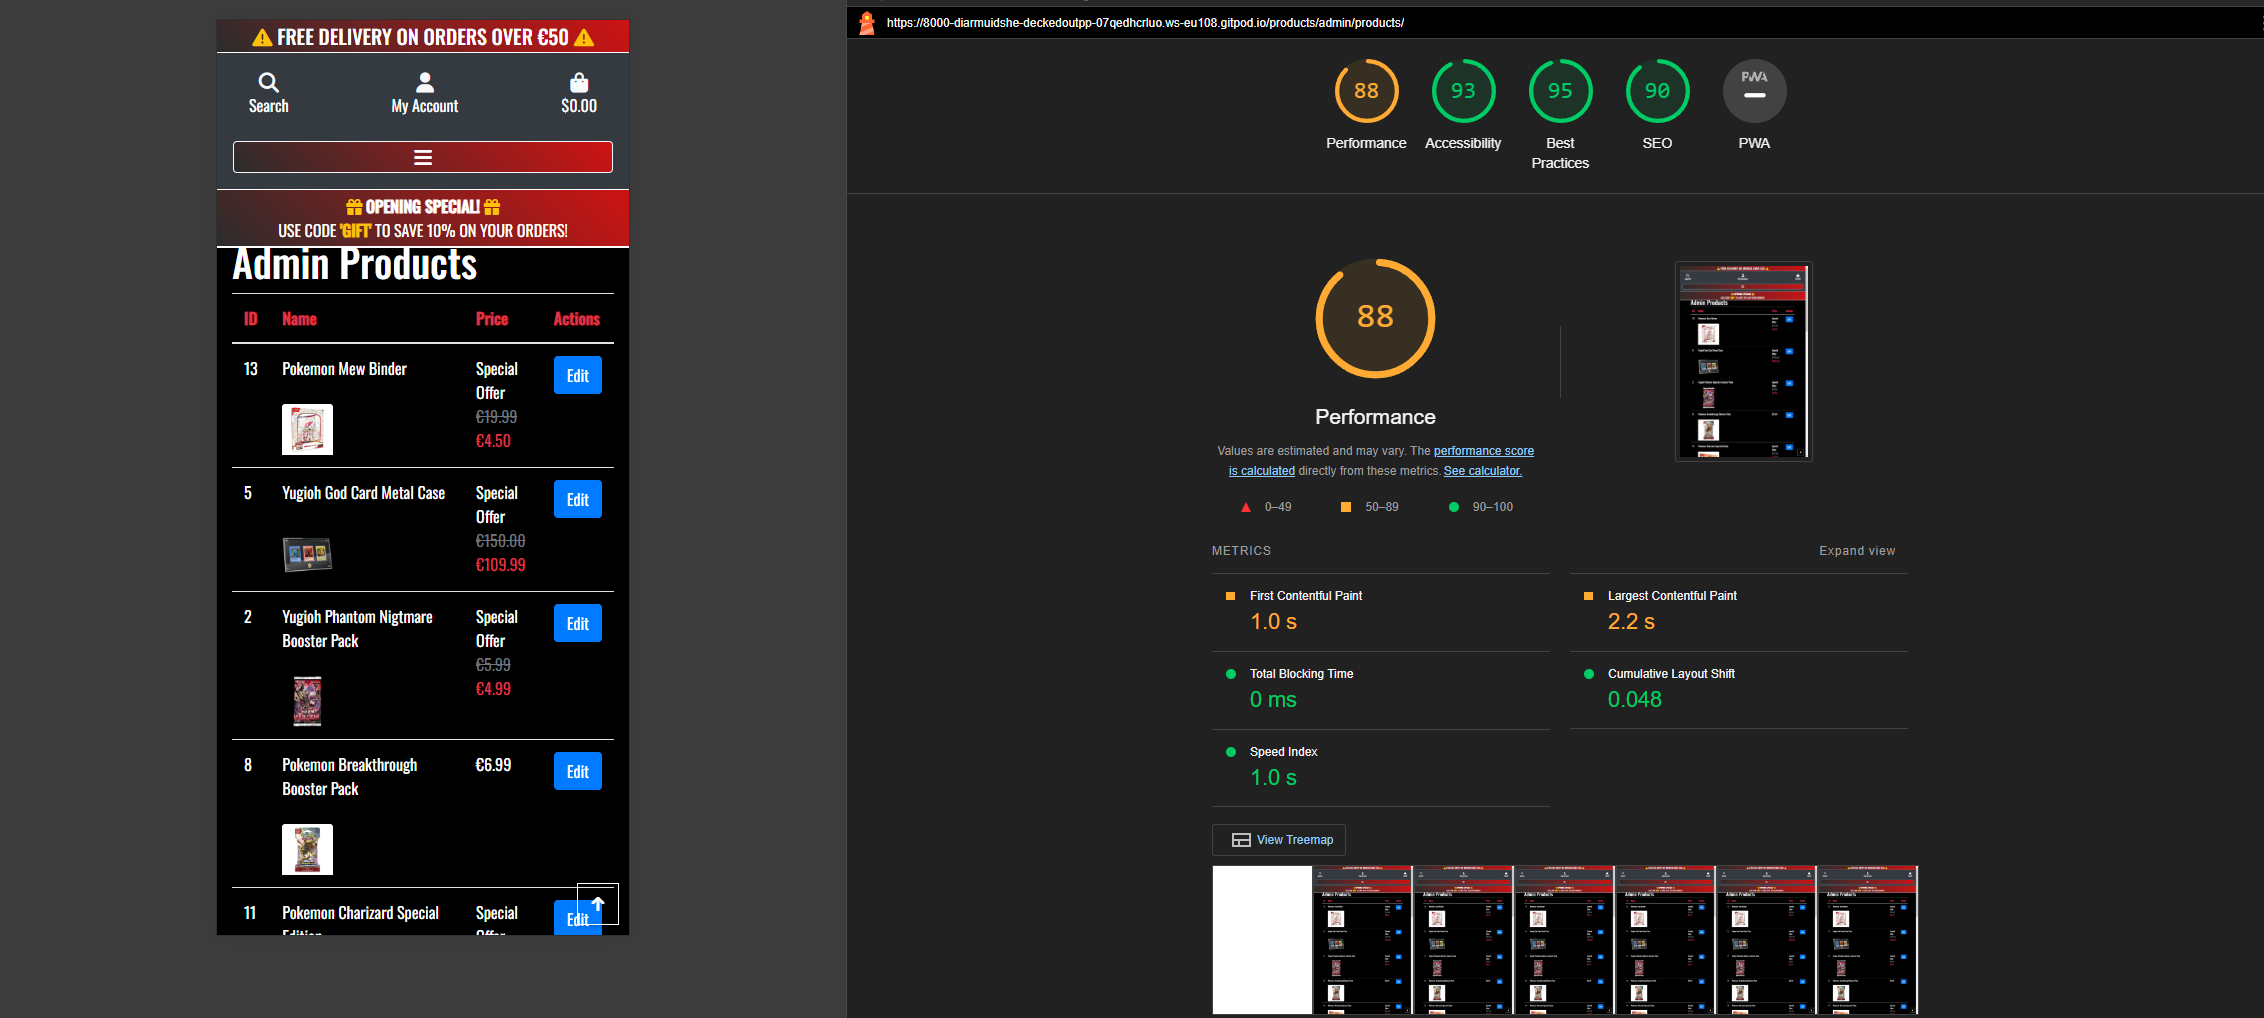 FREE DELIVERY ON ORDERS OVER €50
Search
My Account
$0.00
OPENING SPECIAL!
USE CODE 'GIFT' TO SAVE 10% ON YOUR ORDERS!
Admin Products
ID Name Price Actions
13 Pokemon Mew Binder Special Offer €19.99 €4.50 Edit
5 Yugioh God Card Metal Case Special Offer €150.00 €109.99 Edit
2 Yugioh Phantom Nigtmare Booster Pack Special Offer €5.99 €4.99 Edit
8 Pokemon Breakthrough Booster Pack €6.99 Edit
11 Pokemon Charizard Special Edition Special Offer Edit
https://8000-diarmuidshe-deckedoutpp-07qedhcrluo.ws-eu108.gitpod.io/products/admin/products/
88
93
95
90
PWA
Performance
Accessibility
Best
Practices
SEO
PWA
88
Performance
Values are estimated and may vary. The performance score
is calculated directly from these metrics. See calculator.
0–49
50–89
90–100
METRICS
Expand view
First Contentful Paint
1.0 s
Largest Contentful Paint
2.2 s
Total Blocking Time
0 ms
Cumulative Layout Shift
0.048
Speed Index
1.0 s
View Treemap